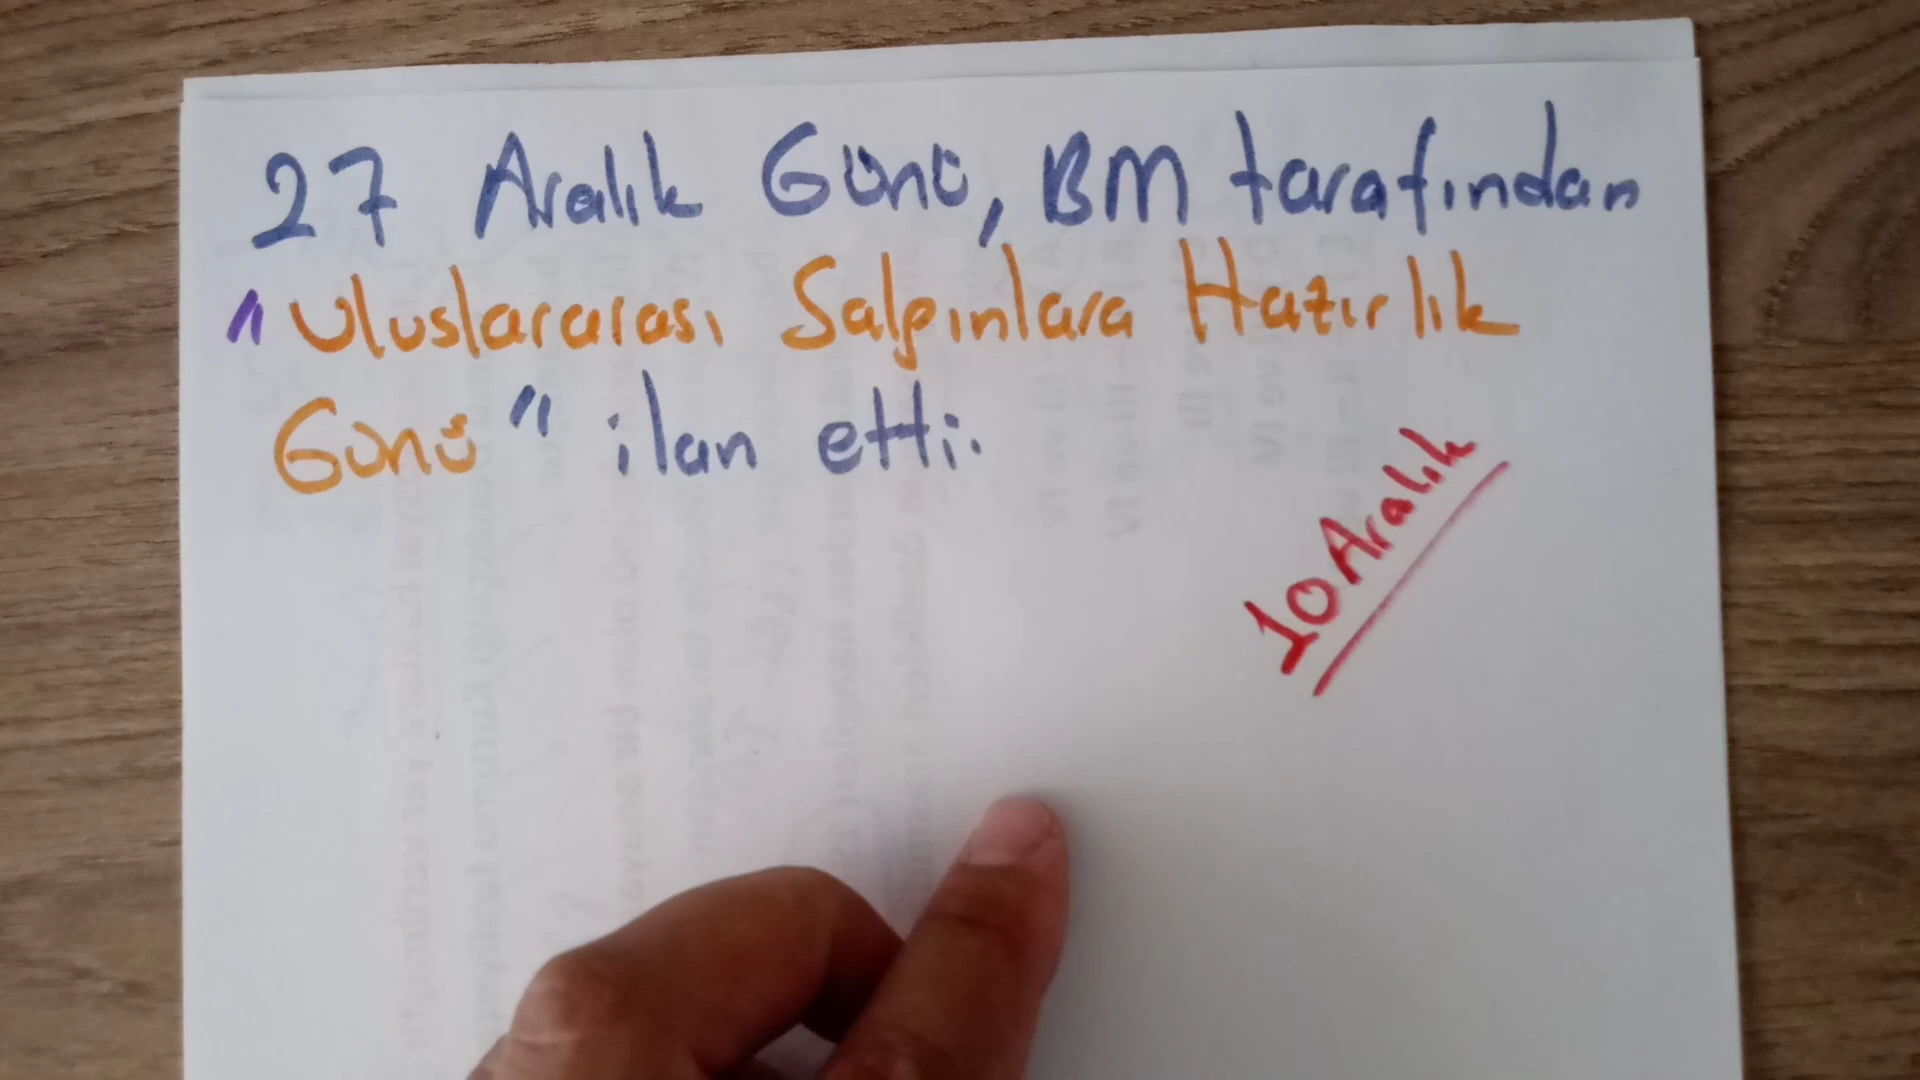 27 Aralık Günü, BM tarafından
"Uluslararası Salgınlara Hazırlık
Günü" ilan etti.
10 Aralık